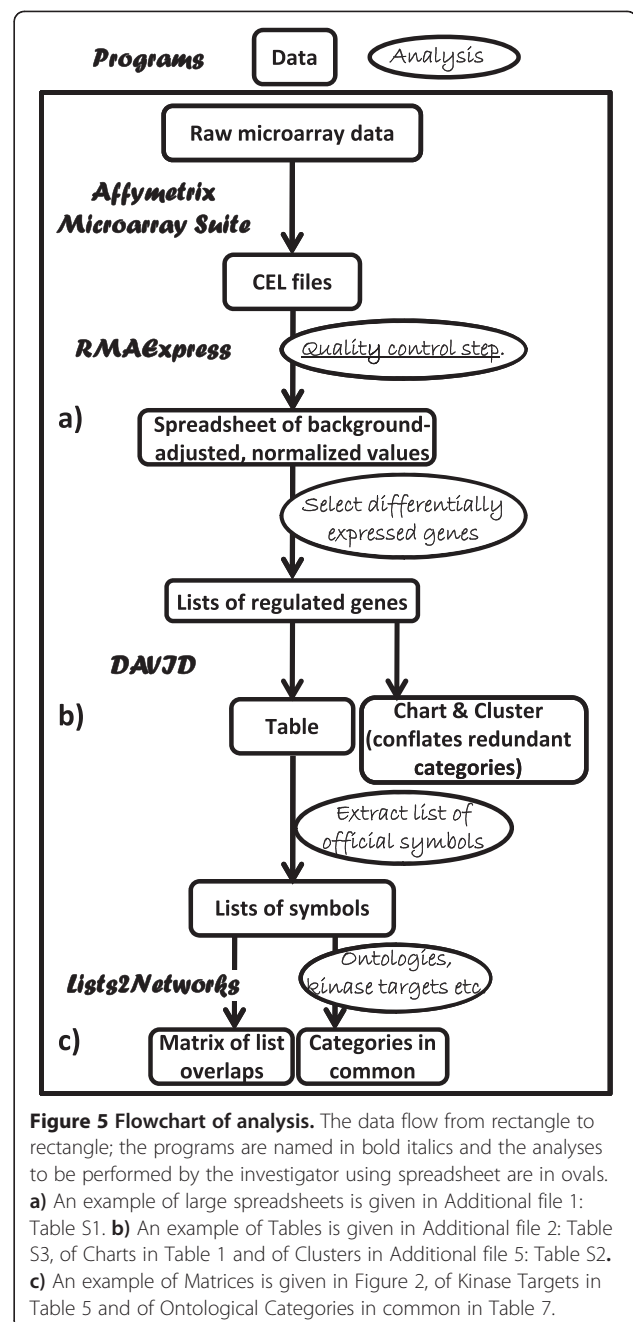 Programs Data Analysis
Raw microarray data
Affymetrix
Microarray Suite
CEL files
RMAExpress Quality control step.
a)
Spreadsheet of background-
adjusted, normalized values
Select differentially
expressed genes
Lists of regulated genes
DAVID
b)
Table
Chart & Cluster
(conflates redundant
categories)
Extract list of
official symbols
Lists of symbols
Lists2Networks
Ontologies,
kinase targets etc.
c)
Matrix of list
overlaps
Categories in
common
Figure 5 Flowchart of analysis. The data flow from rectangle to
rectangle; the programs are named in bold italics and the analyses
to be performed by the investigator using spreadsheet are in ovals.
a) An example of large spreadsheets is given in Additional file 1:
Table S1. b) An example of Tables is given in Additional file 2: Table
S3, of Charts in Table 1 and of Clusters in Additional file 5: Table S2.
c) An example of Matrices is given in Figure 2, of Kinase Targets in
Table 5 and of Ontological Categories in common in Table 7.